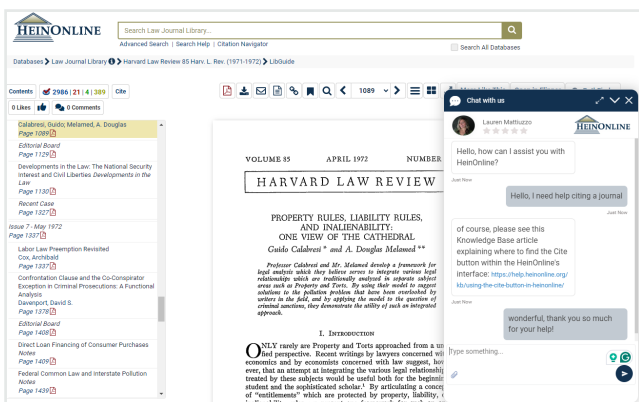 HEINONLINE
Search Law Journal Library...
Advanced Search | Search Help | Citation Navigator
Search All Databases
Databases > Law Journal Library > Harvard Law Review 85 Harv. L. Rev. (1971-1972) > LibGuide
Contents 2986 | 21 | 4 | 389 Cite
1089
0 Likes 0 Comments
Calabresi, Guido; Melamed, A. Douglas
Page 1089
Editorial Board
Page 1129
Developments in the Law: The National Security
Interest and Civil Liberties Developments in the
Law
Page 1130
Recent Case
Page 1327
Issue 7 - May 1972
Page 1337
Labor Law Preemption Revisited
Cox, Archibald
Page 1337
Confrontation Clause and the Co-Conspirator
Exception in Criminal Prosecutions: A Functional
Analysis
Davenport, David S.
Page 1378
Editorial Board
Page 1408
Direct Loan Financing of Consumer Purchases
Notes
Page 1409
Federal Common Law and Interstate Pollution
Notes
Page 1439
VOLUME 85 APRIL 1972 NUMBER
HARVARD LAW REVIEW
PROPERTY RULES, LIABILITY RULES,
AND INALIENABILITY:
ONE VIEW OF THE CATHEDRAL
Guido Calabresi * and A. Douglas Melamed **
Professor Calabresi and Mr. Melamed develop a framework for
legal analysis which they believe serves to integrate various legal
relationships which are traditionally analyzed in separate subject
areas such as Property and Torts. By using their model to suggest
solutions to the pollution problem that have been overlooked by
writers in the field, and by applying the model to the question of
criminal sanctions, they demonstrate the utility of such an integrated
approach.
I. INTRODUCTION
ONLY rarely are Property and Torts approached from a
fied perspective. Recent writings by lawyers concerned
economics and by economists concerned with law suggest,
ever, that an attempt at integrating the various legal
treated by these subjects would be useful both for the
student and the sophisticated scholar.¹ By articulating a
of "entitlements" which are protected by property, liability,
Chat with us
Lauren Mattiuzzo
HEINONLINE
Hello, how can I assist you with
HeinOnline?
Just Now
Hello, I need help citing a journal
Just Now
of course, please see this
Knowledge Base article
explaining where to find the Cite
button within the HeinOnline's
interface: https://help.heinonline.org/
kb/using-the-cite-button-in-heinonline/
Just Now
wonderful, thank you so much
for your help!
Type something...